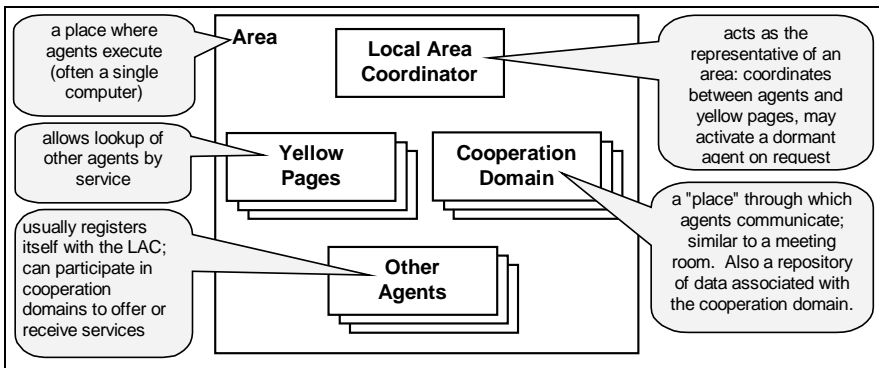 a place where
agents execute
(often a single
computer)
Area
Local Area
Coordinator
acts as the
representative of an
area: coordinates
between agents and
yellow pages, may
activate a dormant
agent on request
allows lookup of
other agents by
service
Yellow
Pages
Cooperation
Domain
a "place" through which
agents communicate;
similar to a meeting
room. Also a repository
of data associated with
the cooperation domain.
usually registers
itself with the LAC;
can participate in
cooperation
domains to offer or
receive services
Other
Agents